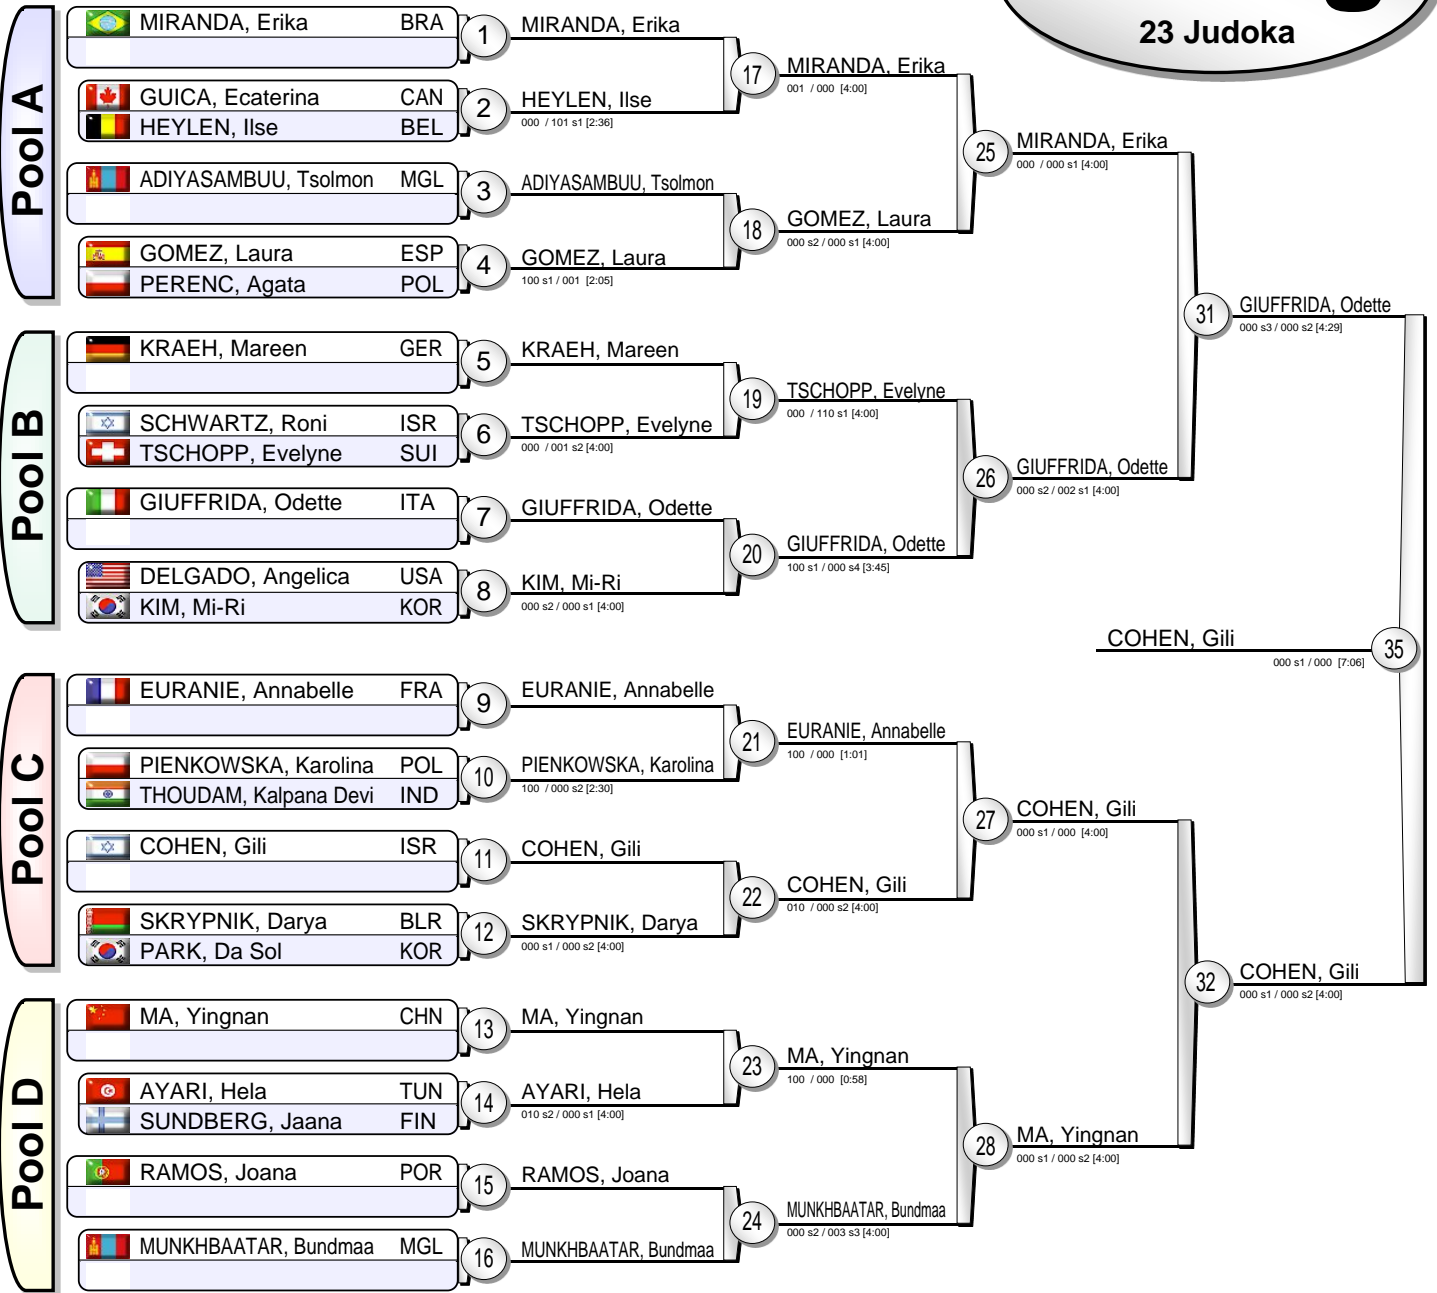 23 Judoka
Pool A
MIRANDA, Erika BRA
1
MIRANDA, Erika
GUICA, Ecaterina CAN
HEYLEN, Ilse BEL
2
HEYLEN, Ilse
000 / 101 s1 [2:36]
17
MIRANDA, Erika
001 / 000 [4:00]
ADIYASAMBUU, Tsolmon MGL
3
ADIYASAMBUU, Tsolmon
GOMEZ, Laura ESP
PERENC, Agata POL
4
GOMEZ, Laura
100 s1 / 001 [2:05]
18
GOMEZ, Laura
000 s2 / 000 s1 [4:00]
25
MIRANDA, Erika
000 / 000 s1 [4:00]
Pool B
KRAEH, Mareen GER
5
KRAEH, Mareen
SCHWARTZ, Roni ISR
TSCHOPP, Evelyne SUI
6
TSCHOPP, Evelyne
000 / 001 s2 [4:00]
19
TSCHOPP, Evelyne
000 / 110 s1 [4:00]
GIUFFRIDA, Odette ITA
7
GIUFFRIDA, Odette
DELGADO, Angelica USA
KIM, Mi-Ri KOR
8
KIM, Mi-Ri
000 s2 / 000 s1 [4:00]
20
GIUFFRIDA, Odette
100 s1 / 000 s4 [3:45]
26
GIUFFRIDA, Odette
000 s2 / 002 s1 [4:00]
31
GIUFFRIDA, Odette
000 s3 / 000 s2 [4:29]
Pool C
EURANIE, Annabelle FRA
9
EURANIE, Annabelle
PIENKOWSKA, Karolina POL
THOUDAM, Kalpana Devi IND
10
PIENKOWSKA, Karolina
100 / 000 s2 [2:30]
21
EURANIE, Annabelle
100 / 000 [1:01]
COHEN, Gili ISR
11
COHEN, Gili
SKRYPNIK, Darya BLR
PARK, Da Sol KOR
12
SKRYPNIK, Darya
000 s1 / 000 s2 [4:00]
22
COHEN, Gili
010 / 000 s2 [4:00]
27
COHEN, Gili
000 s1 / 000 [4:00]
Pool D
MA, Yingnan CHN
13
MA, Yingnan
AYARI, Hela TUN
SUNDBERG, Jaana FIN
14
AYARI, Hela
010 s2 / 000 s1 [4:00]
23
MA, Yingnan
100 / 000 [0:58]
RAMOS, Joana POR
15
RAMOS, Joana
MUNKHBAATAR, Bundmaa MGL
16
MUNKHBAATAR, Bundmaa
24
MUNKHBAATAR, Bundmaa
000 s2 / 003 s3 [4:00]
28
MA, Yingnan
000 s1 / 000 s2 [4:00]
32
COHEN, Gili
000 s1 / 000 s2 [4:00]
COHEN, Gili
000 s1 / 000 [7:06]
35